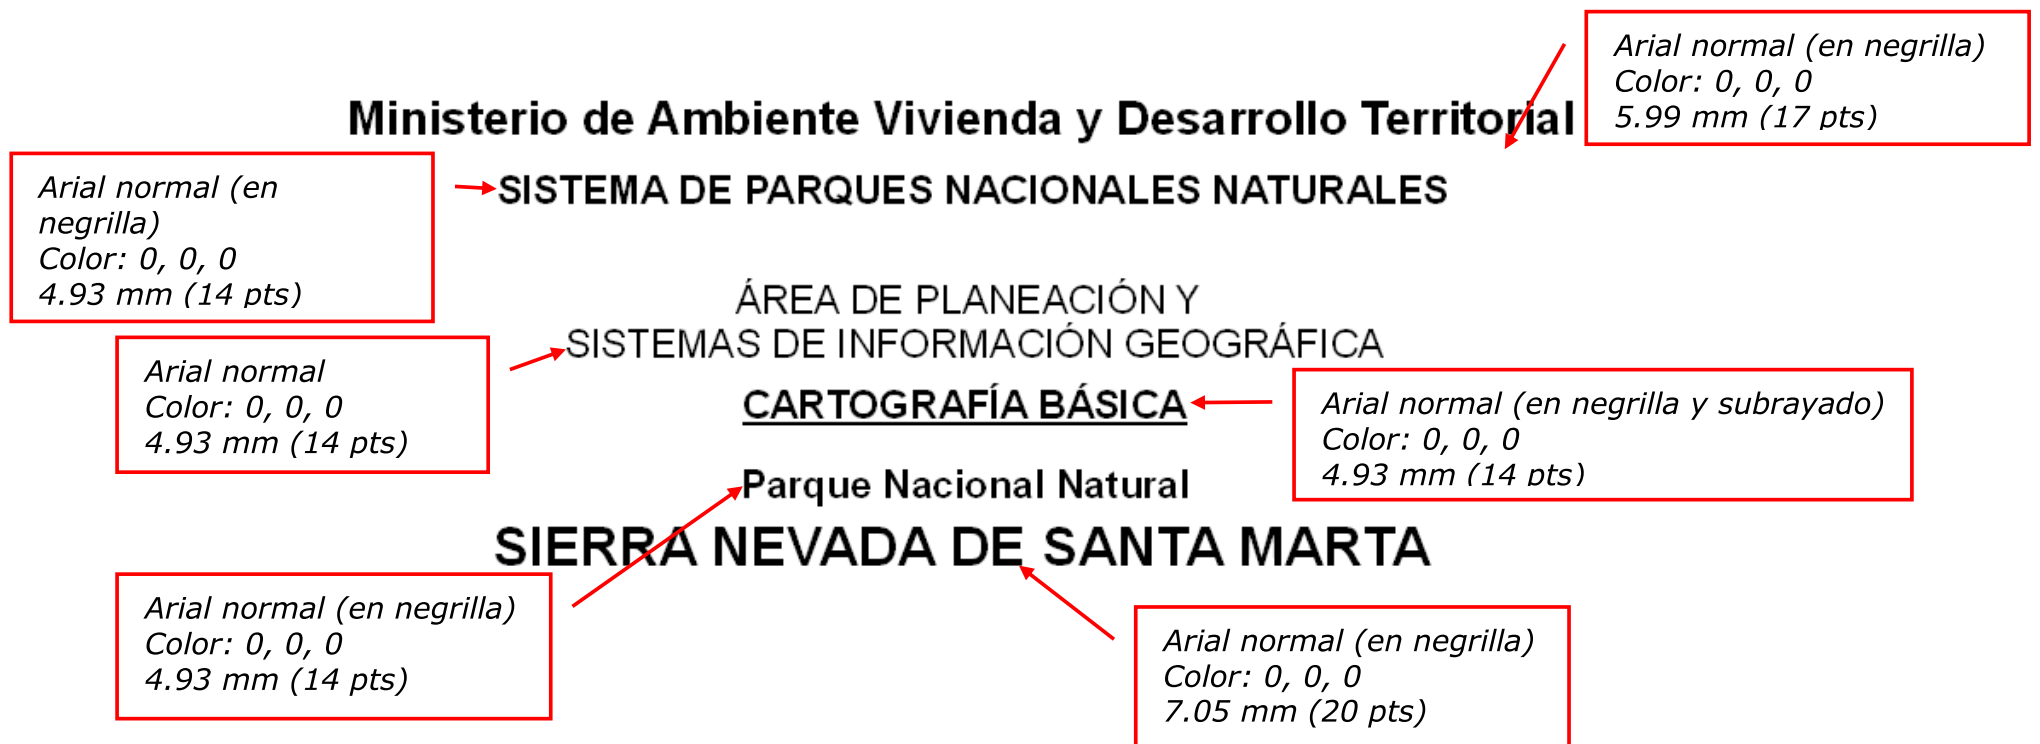 Arial normal (en negrilla)
Color: 0, 0, 0
5.99 mm (17 pts)
Ministerio de Ambiente Vivienda y Desarrollo Territorial
Arial normal (en
negrilla)
Color: 0, 0, 0
4.93 mm (14 pts)
SISTEMA DE PARQUES NACIONALES NATURALES
ÁREA DE PLANEACIÓN Y
SISTEMAS DE INFORMACIÓN GEOGRÁFICA
Arial normal
Color: 0, 0, 0
4.93 mm (14 pts)
CARTOGRAFÍA BÁSICA
Arial normal (en negrilla y subrayado)
Color: 0, 0, 0
4.93 mm (14 pts)
Parque Nacional Natural
SIERRA NEVADA DE SANTA MARTA
Arial normal (en negrilla)
Color: 0, 0, 0
4.93 mm (14 pts)
Arial normal (en negrilla)
Color: 0, 0, 0
7.05 mm (20 pts)